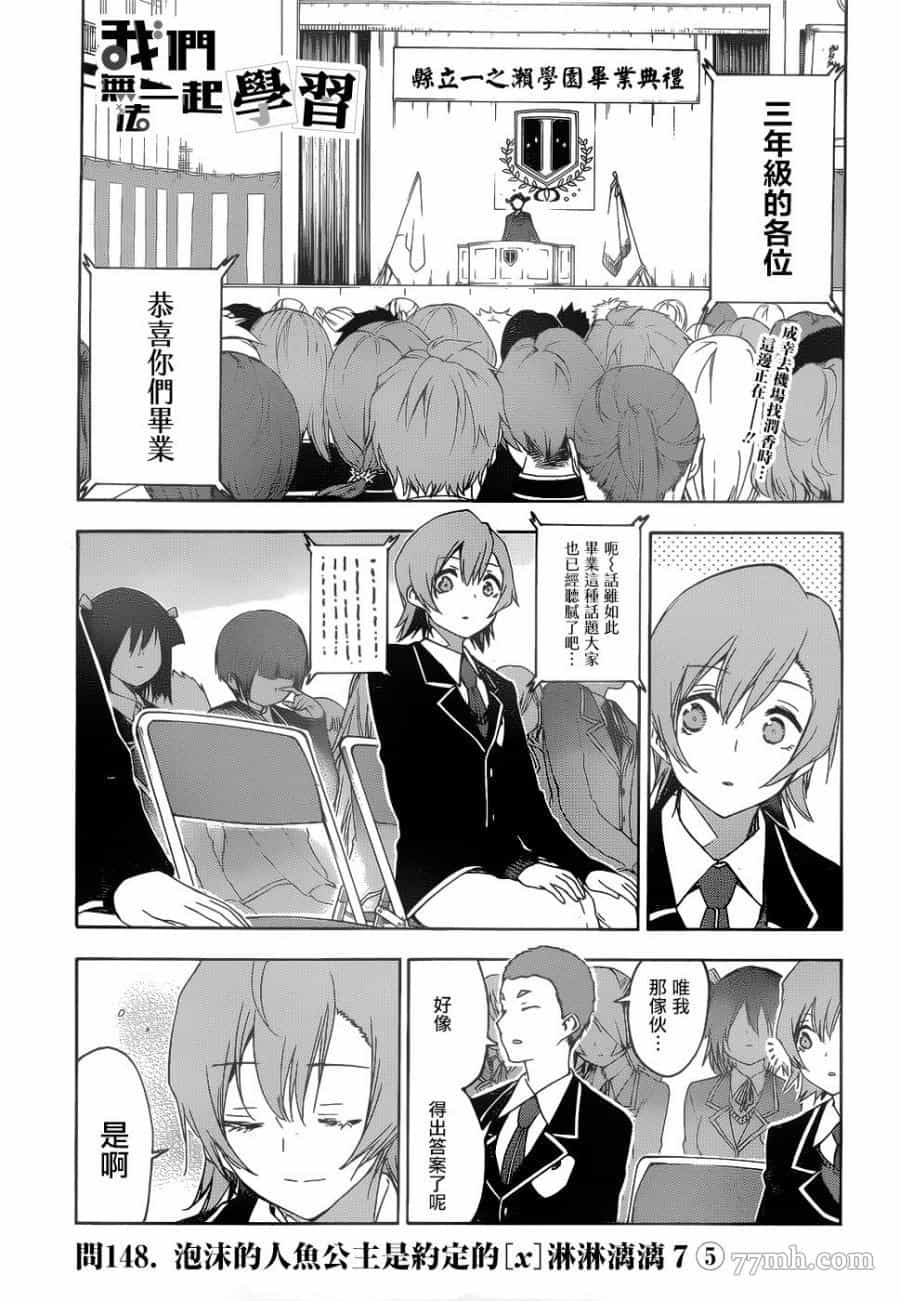 我們
無法一起學習
縣立一之瀨學園畢業典禮
三年級的各位
成幸去機場找潤香時…
這邊正在——!!
恭喜你們畢業
呃～話雖如此
畢業這種話題大家
也已經聽膩了吧…
唯我
那傢伙…
好像
得出答案了呢
是啊
問148. 泡沫的人魚公主是約定的[x]淋淋漓漓7⑤
77mh.com